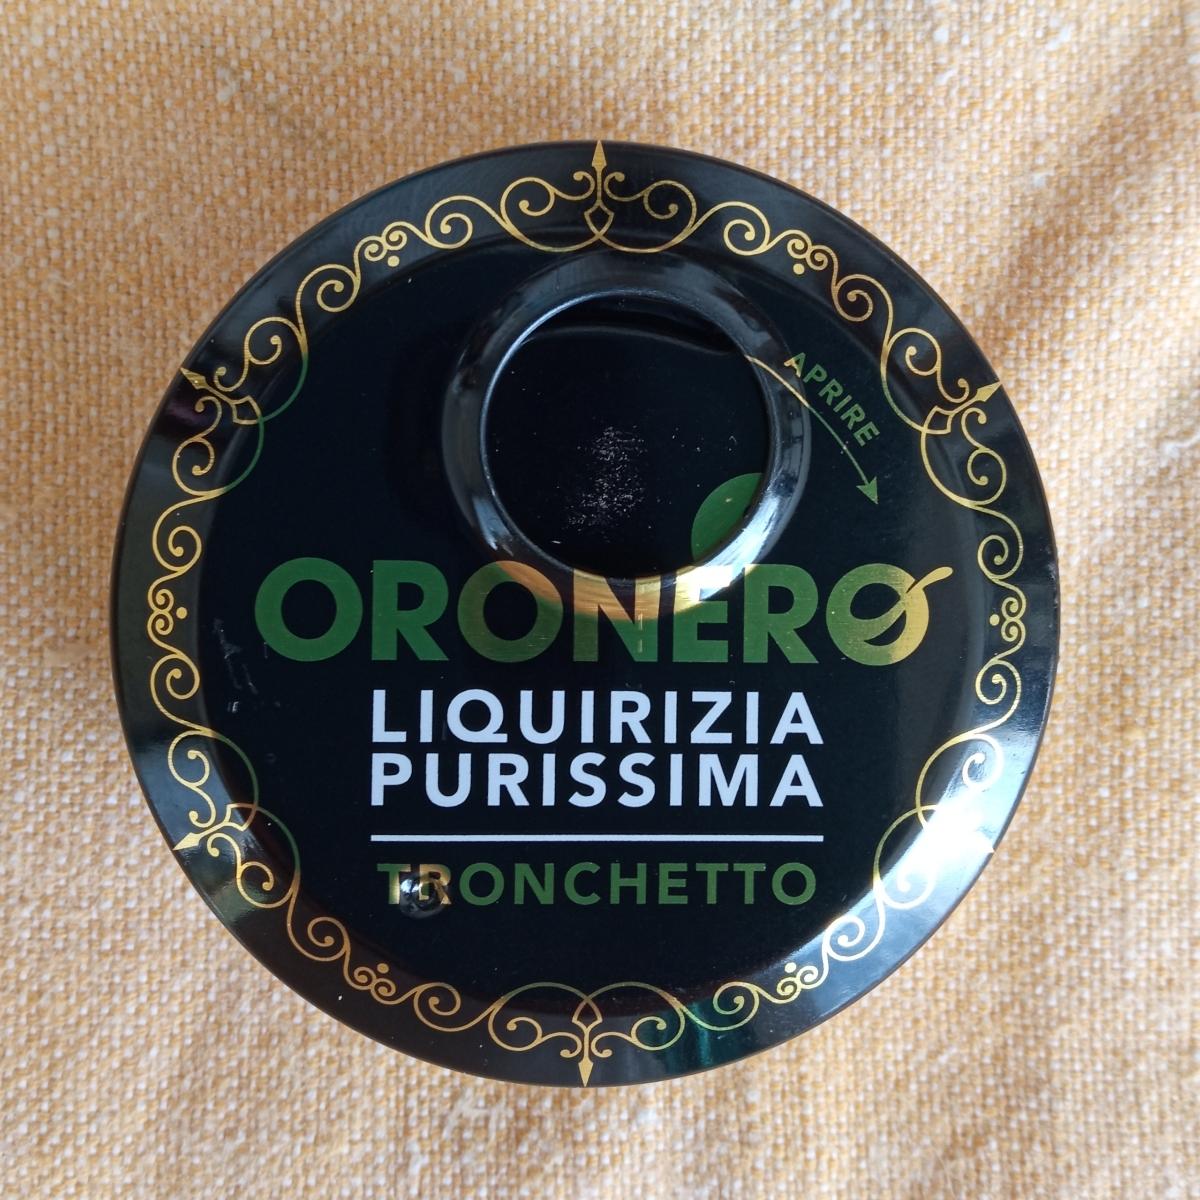 APRIRE
ORONERO
LIQUIRIZIA
PURISSIMA
TRONCHETTO